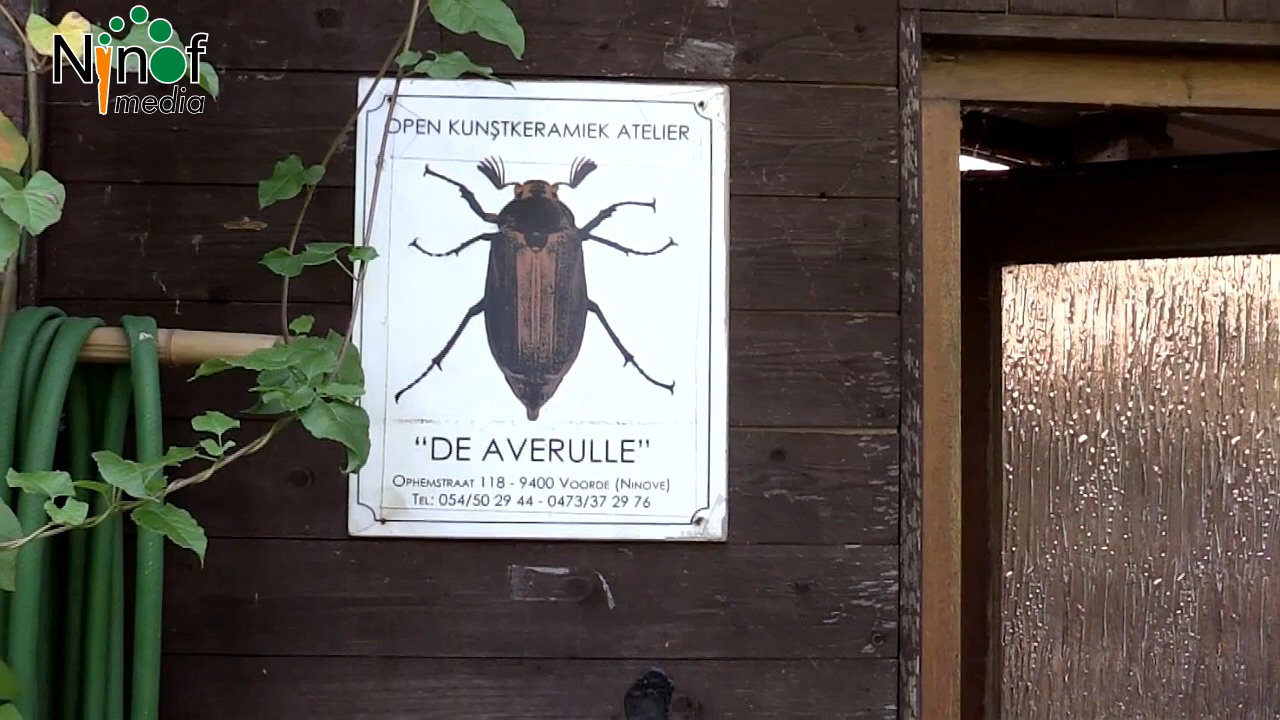 Ninof
media
OPEN KUNSTKERAMIEK ATELIER
“DE AVERULLE”
OPHEMSTRAAT 118 - 9400 VOORDE (NINOVE)
TEL: 054/50 29 44 - 0473/37 29 76